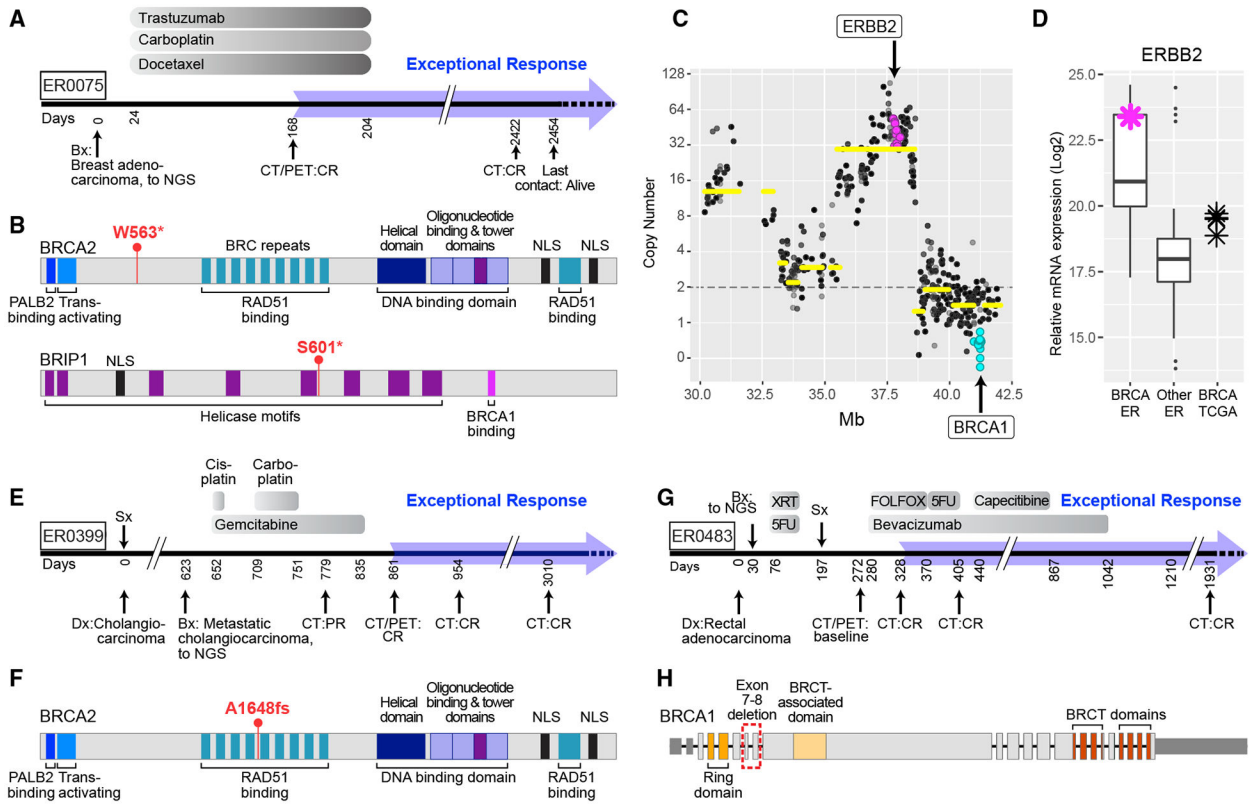 A
Trastuzumab
Carboplatin
Docetaxel
Exceptional Response
ER0075
Days
0
24
168
204
2422
2454
Bx:
Breast adeno-
carcinoma, to NGS
CT/PET:CR
CT:CR
Last
contact: Alive
B
W563*
BRCA2
BRC repeats
Helical
domain
Oligonucleotide
binding & tower
domains
NLS
NLS
PALB2
binding
Trans-
activating
RAD51
binding
DNA binding domain
RAD51
binding
S601*
BRIP1
NLS
Helicase motifs
BRCA1
binding
C
ERBB2
Copy Number
128
64
32
16
8
4
2
1
0
30.0
32.5
35.0
37.5
40.0
42.5
Mb
BRCA1
D
ERBB2
Relative mRNA expression (Log2)
25.0
22.5
20.0
17.5
15.0
BRCA
ER
Other
ER
BRCA
TCGA
E
Cis-
platin
Carbo-
platin
Gemcitabine
Exceptional Response
Sx
ER0399
Days
0
623
662
709
751
779
835
861
954
3010
Dx:Cholangio-
carcinoma
Bx: Metastatic
cholangiocarcinoma,
to NGS
CT:PR
CT/PET:
CR
CT:CR
CT:CR
F
A1648fs
BRCA2
Helical
domain
Oligonucleotide
binding & tower
domains
NLS
NLS
PALB2
binding
Trans-
activating
RAD51
binding
DNA binding domain
RAD51
binding
G
Bx:
to NGS
XRT
5FU
Sx
FOLFOX
5FU
Capecitibine
Bevacizumab
Exceptional Response
ER0483
Days
0
30
76
197
272
280
328
370
405
440
867
1042
1210
1931
Dx:Rectal
adenocarcinoma
CT/PET:
baseline
CT:CR
CT:CR
CT:CR
H
BRCA1
Exon
7-8
deletion
BRCT-
associated
domain
BRCT domains
Ring
domain